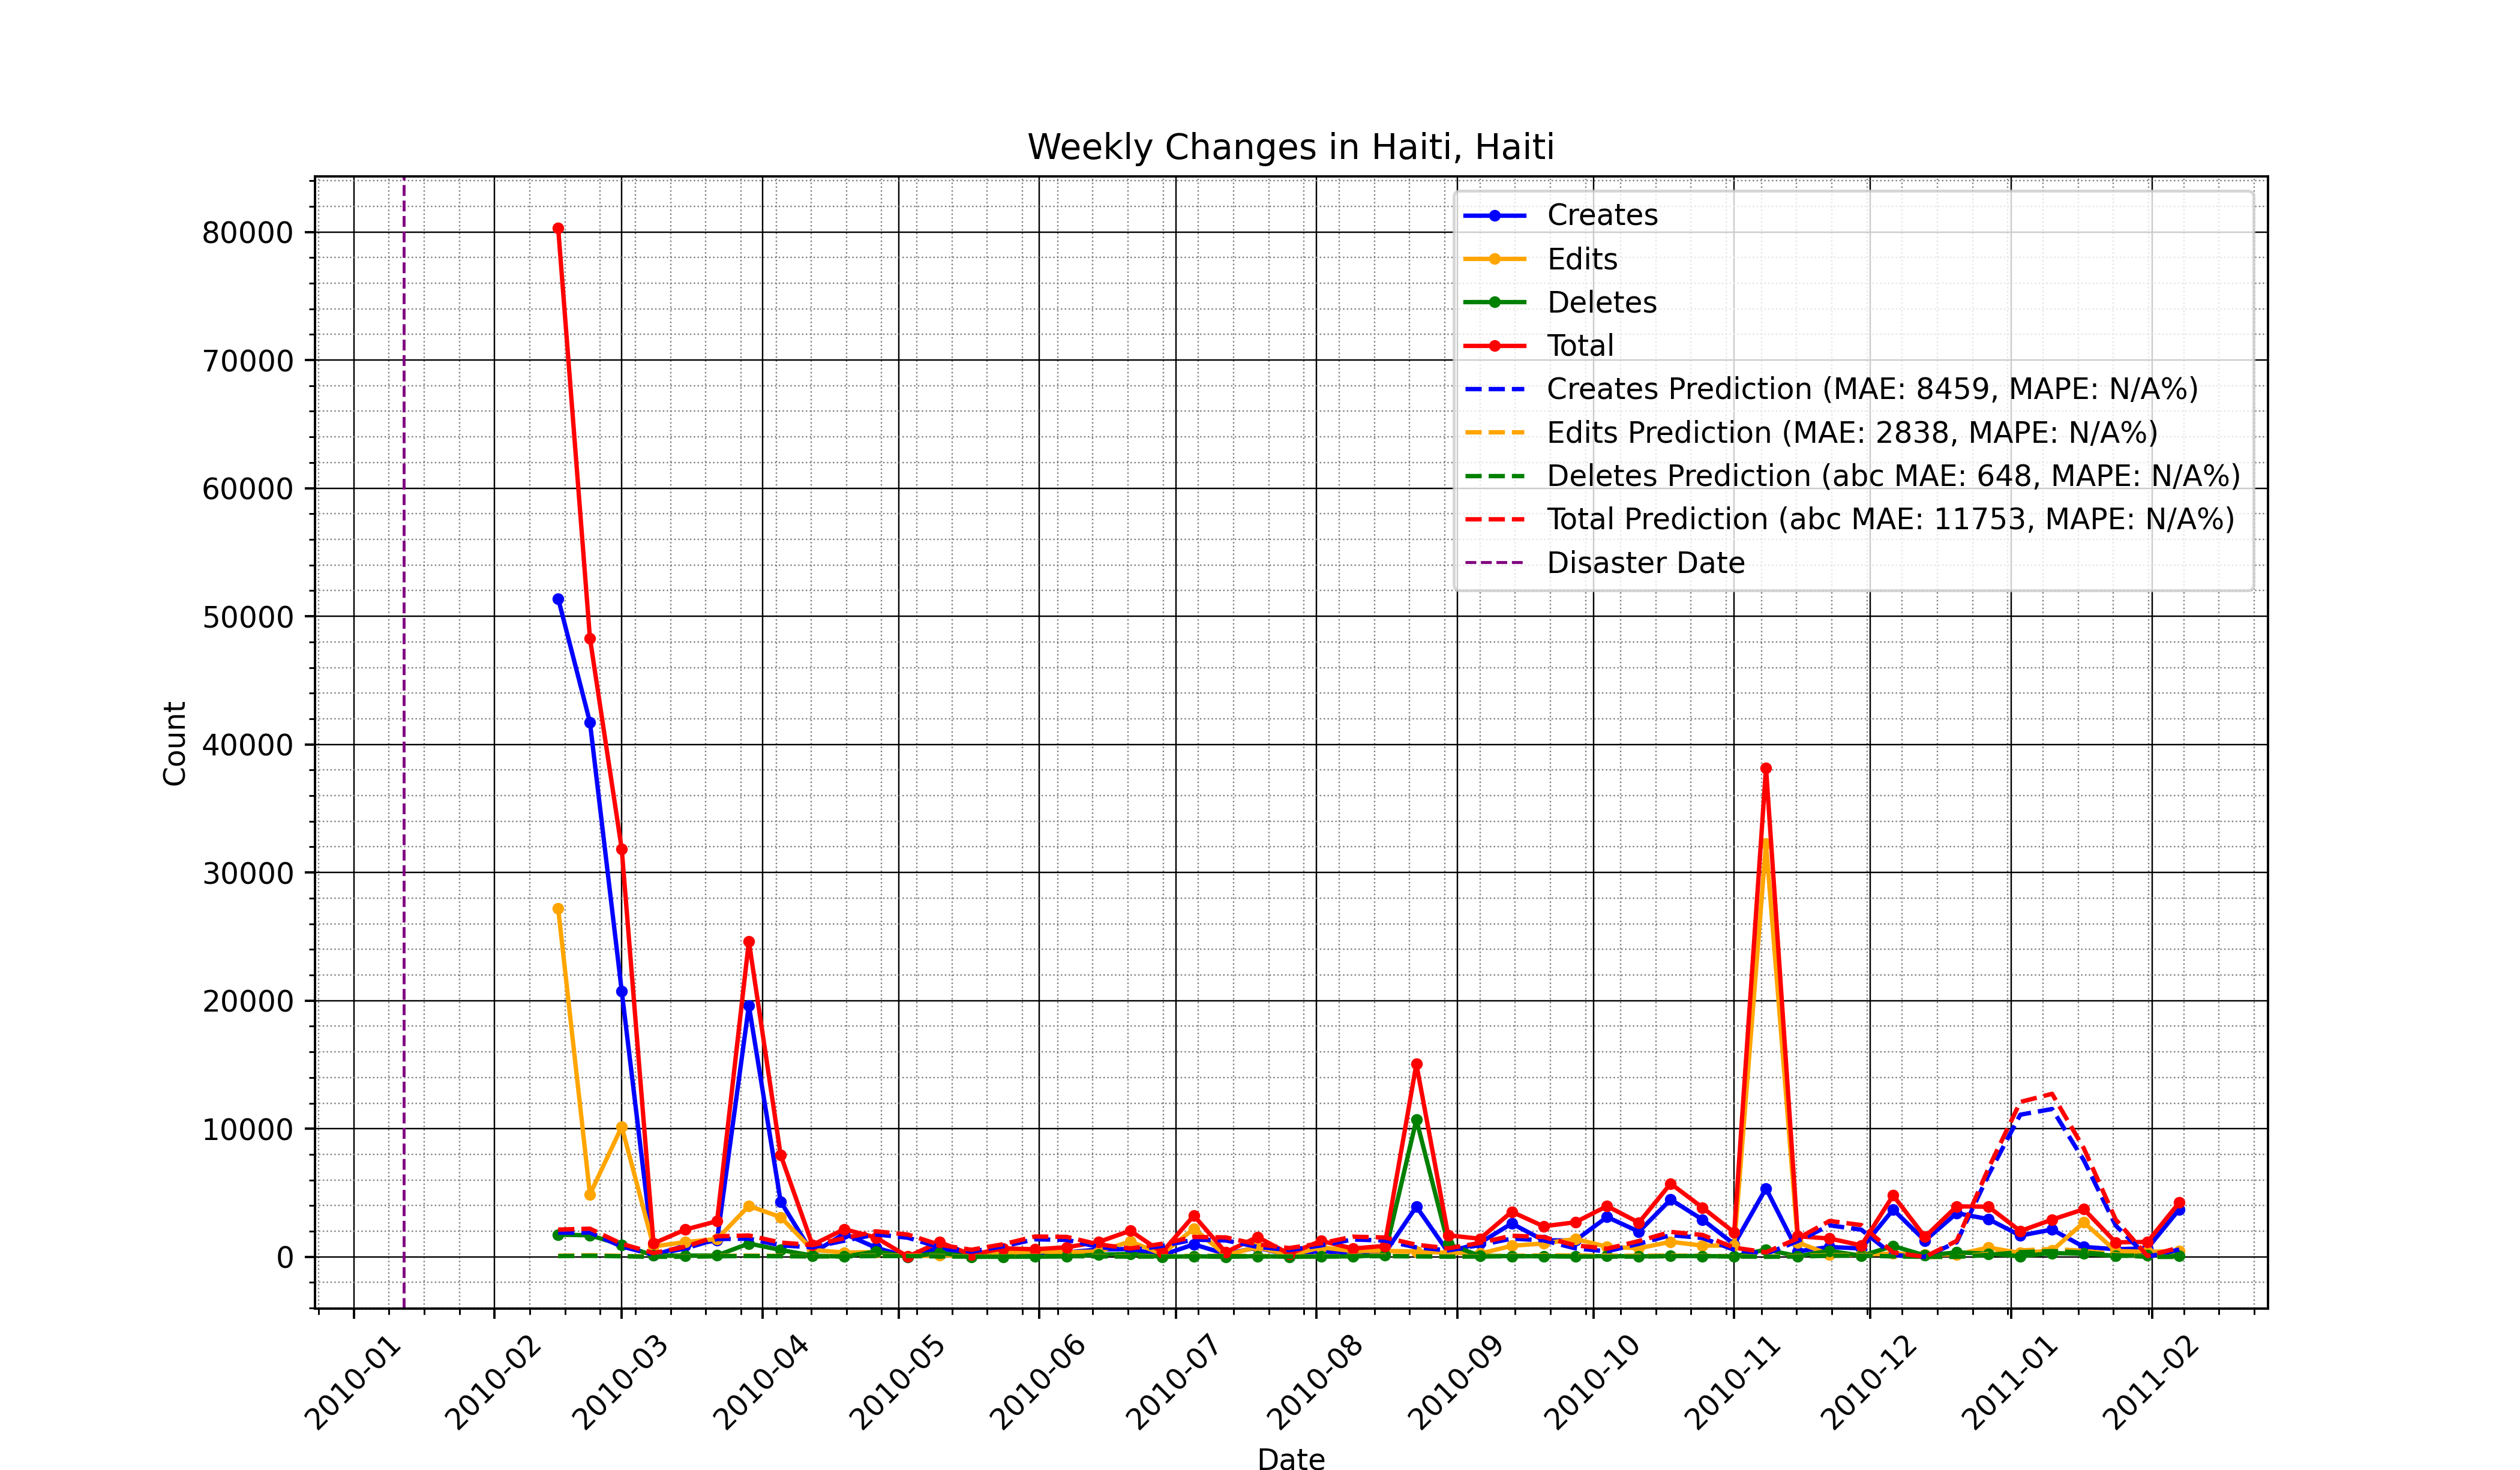 Weekly Changes in Haiti, Haiti
80000
70000
60000
50000
40000
30000
20000
10000
0
Count
Creates
Edits
Deletes
Total
Creates Prediction (MAE: 8459, MAPE: N/A%)
Edits Prediction (MAE: 2838, MAPE: N/A%)
Deletes Prediction (abc MAE: 648, MAPE: N/A%)
Total Prediction (abc MAE: 11753, MAPE: N/A%)
Disaster Date
2010-01
2010-02
2010-03
2010-04
2010-05
2010-06
2010-07
2010-08
2010-09
2010-10
2010-11
2010-12
2011-01
2011-02
Date